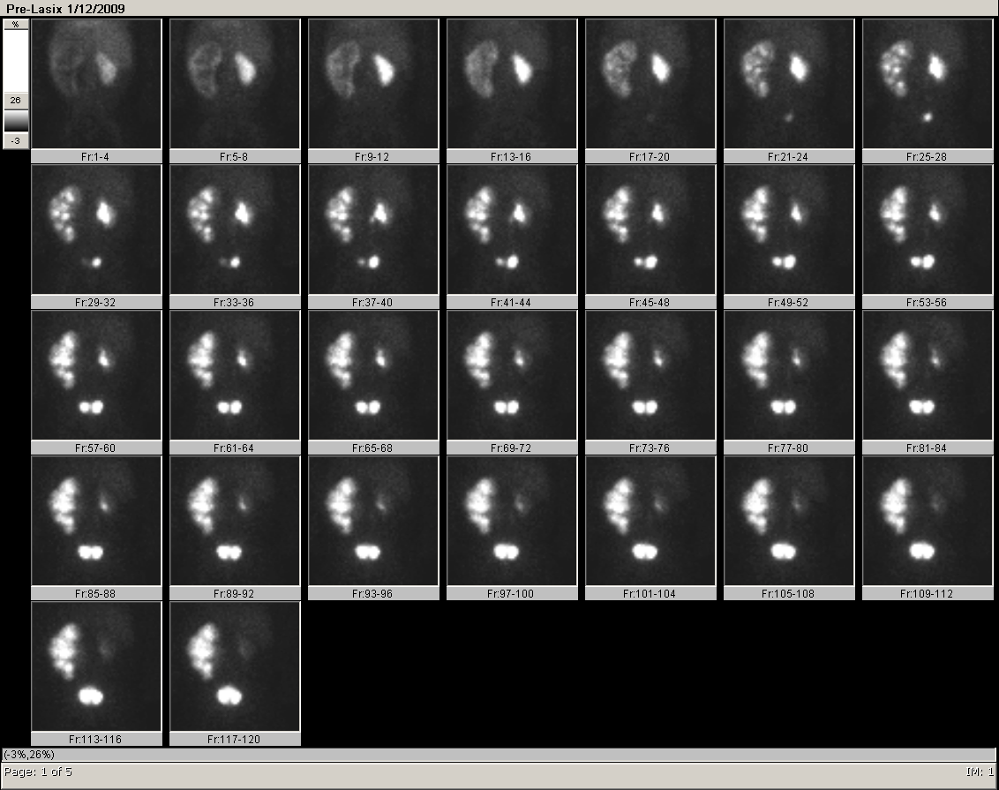 Pre-Lasix 1/12/2009
%
26
-3
Fr:1-4 Fr:5-8 Fr:9-12 Fr:13-16 Fr:17-20 Fr:21-24 Fr:25-28
Fr:29-32 Fr:33-36 Fr:37-40 Fr:41-44 Fr:45-48 Fr:49-52 Fr:53-56
Fr:57-60 Fr:61-64 Fr:65-68 Fr:69-72 Fr:73-76 Fr:77-80 Fr:81-84
Fr:85-88 Fr:89-92 Fr:93-96 Fr:97-100 Fr:101-104 Fr:105-108 Fr:109-112
Fr:113-116 Fr:117-120
(-3%,26%)
Page: 1 of 5 IM: 1